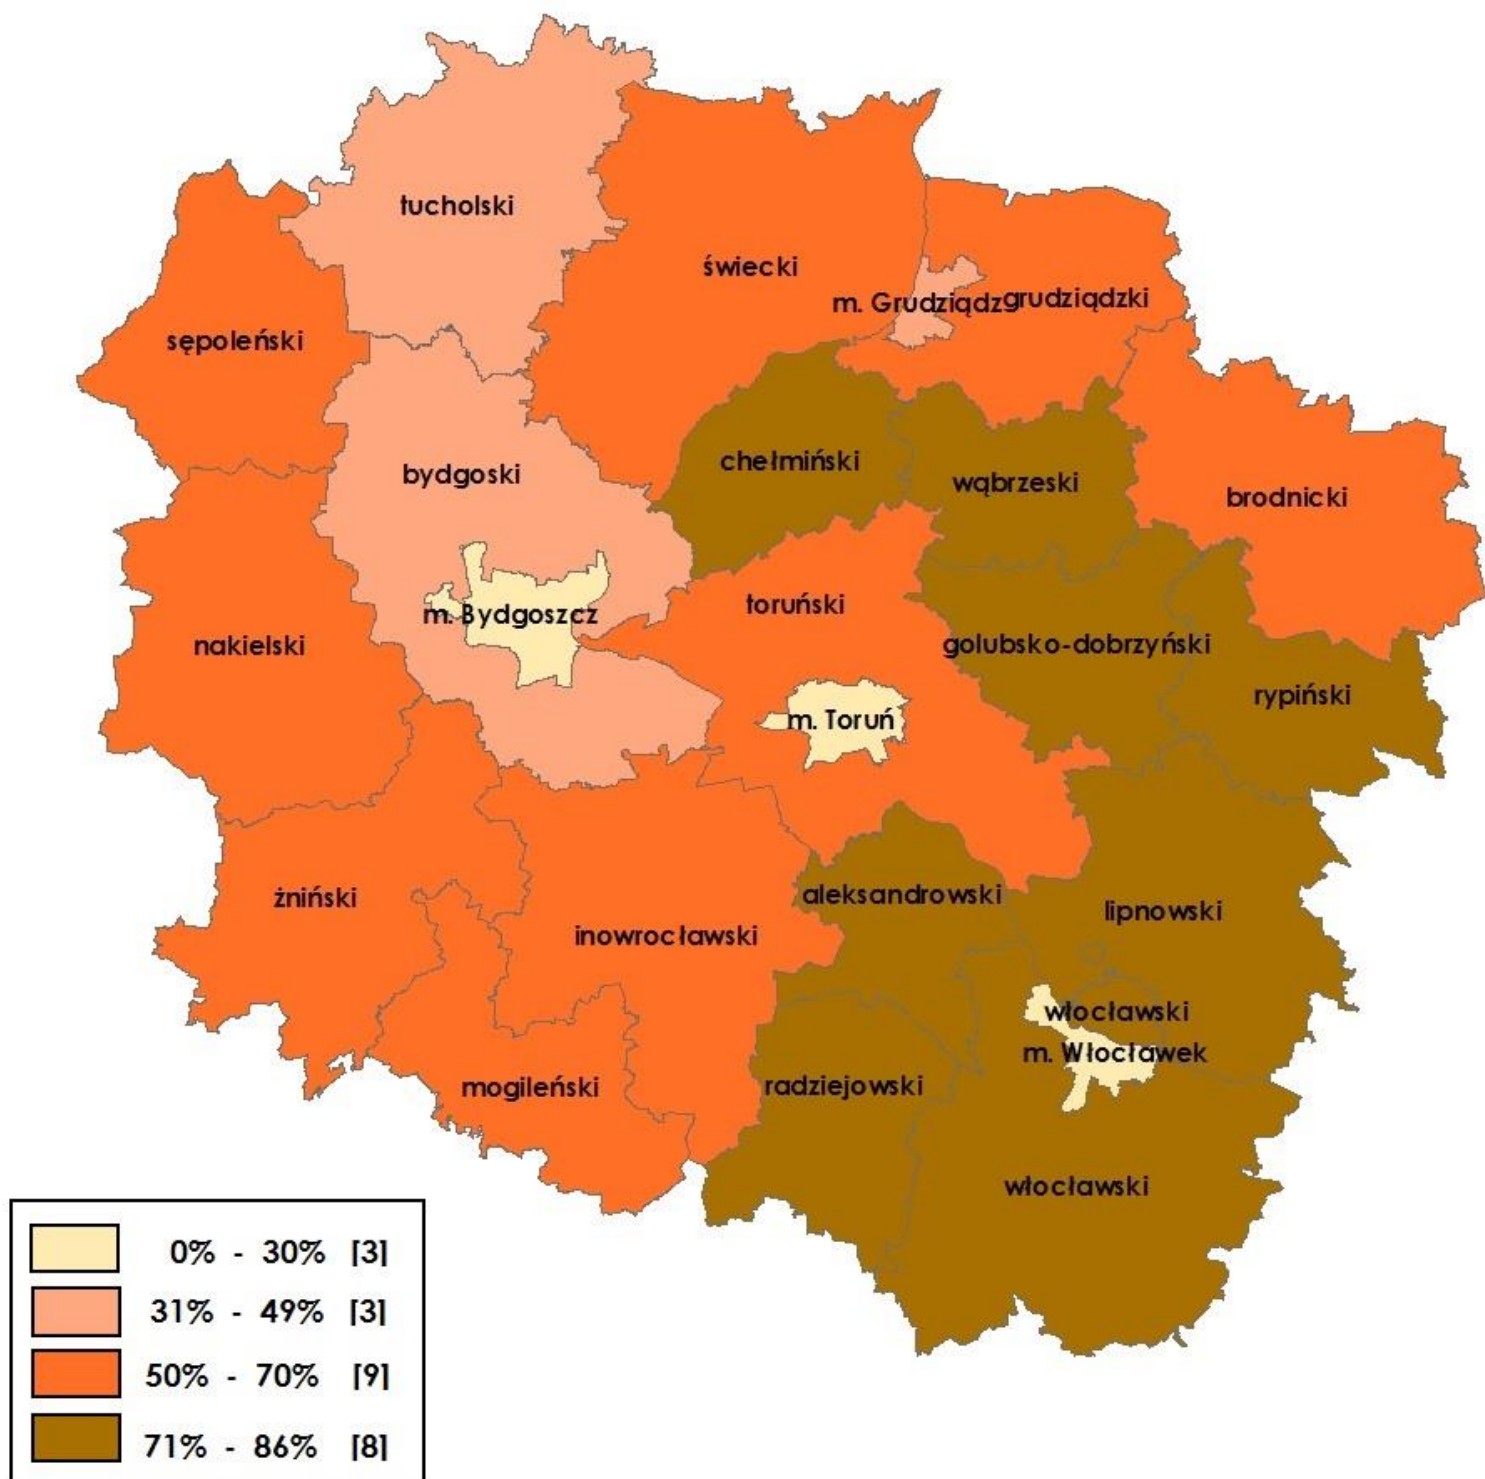 tucholski
świecki
m. Grudziądz
grudziądzki
sępoleński
chełmiński
bydgoski
wąbrzeski
brodnicki
toruński
m. Bydgoszcz
nakielski
golubsko-dobrzyński
rypiński
m. Toruń
aleksandrowski
żniński
lipnowski
inowrocławski
włocławski
m. Włocławek
radziejowski
mogileński
włocławski
0% - 30% [3]
31% - 49% [3]
50% - 70% [9]
71% - 86% [8]